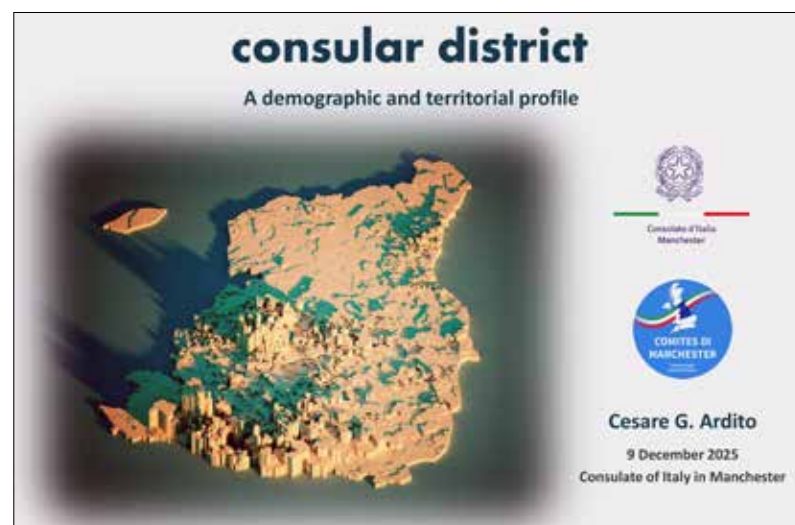 consular district
A demographic and territorial profile
Consolato d'Italia
Manchester
COMITES DI
MANCHESTER
Cesare G. Ardito
9 December 2025
Consulate of Italy in Manchester